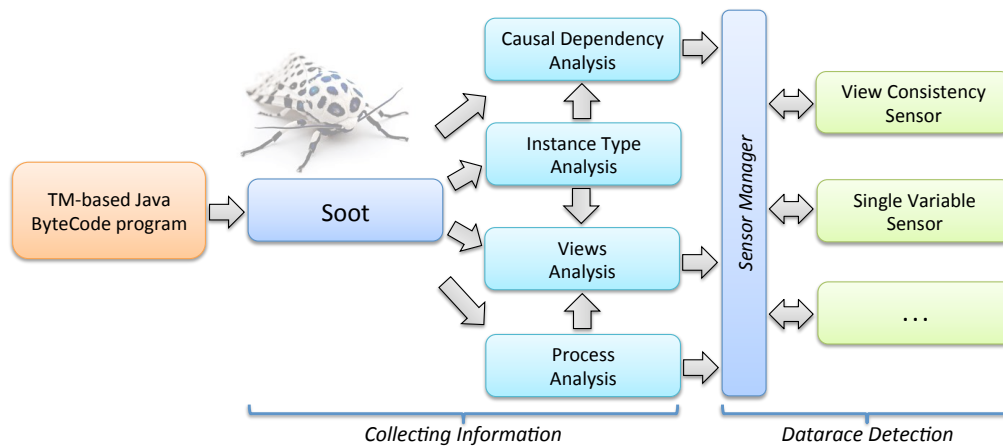 TM-based Java
ByteCode program
Soot
Causal Dependency
Analysis
Instance Type
Analysis
Views
Analysis
Process
Analysis
Sensor Manager
View Consistency
Sensor
Single Variable
Sensor
...
Collecting Information
Datarace Detection